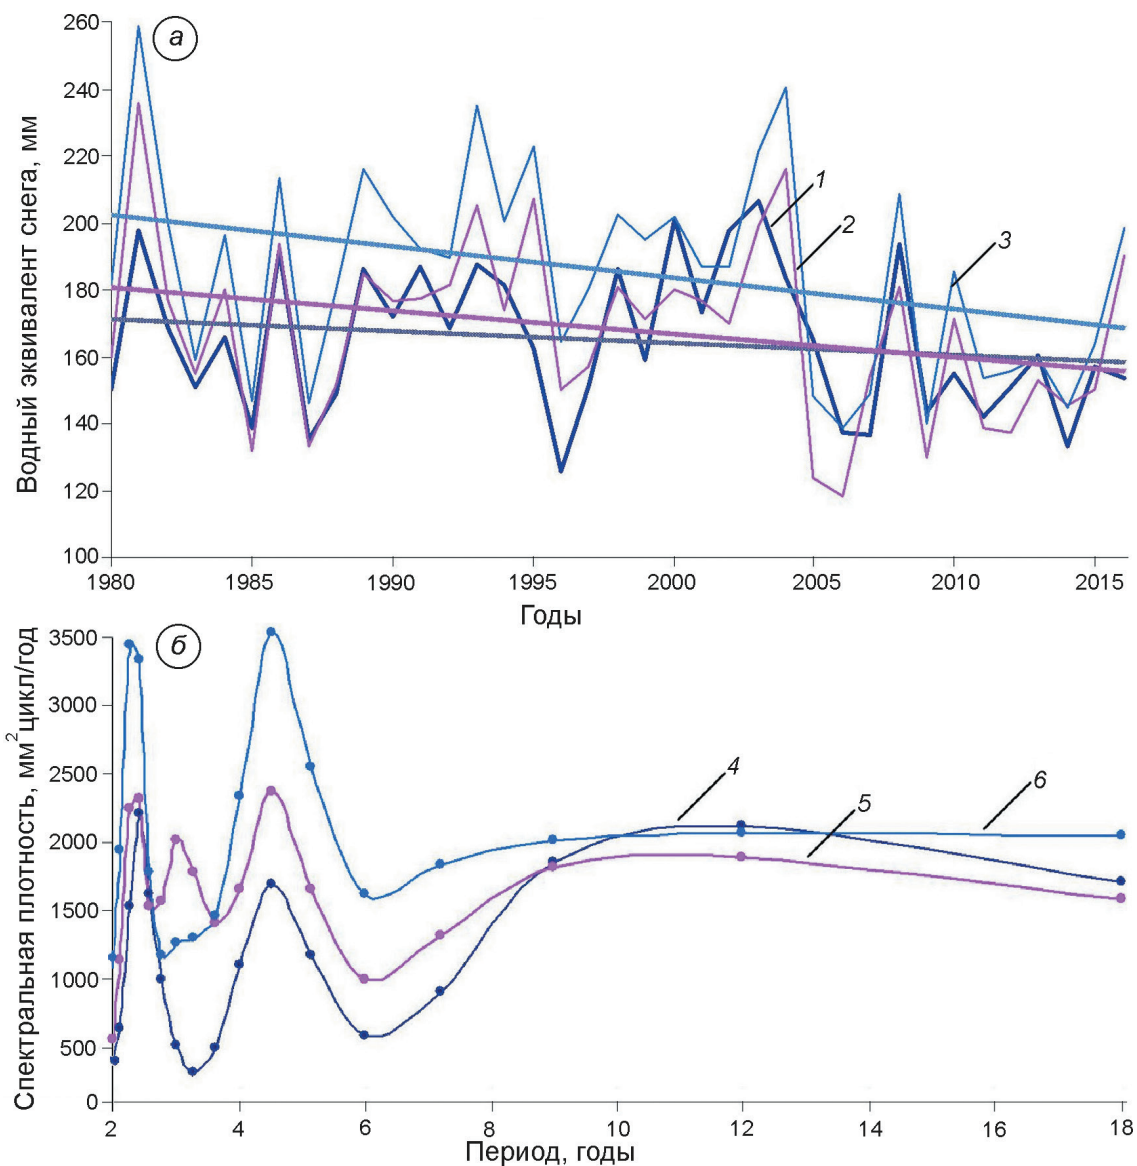 260
а
240
220
200
180
160
140
120
100
Водный эквивалент снега, мм
1
2
3
1980 1985 1990 1995 2000 2005 2010 2015
Годы
3500
б
3000
2500
2000
1500
1000
500
0
Спектральная плотность, мм2цикл/год
4
5
6
2 4 6 8 10 12 14 16 18
Период, годы